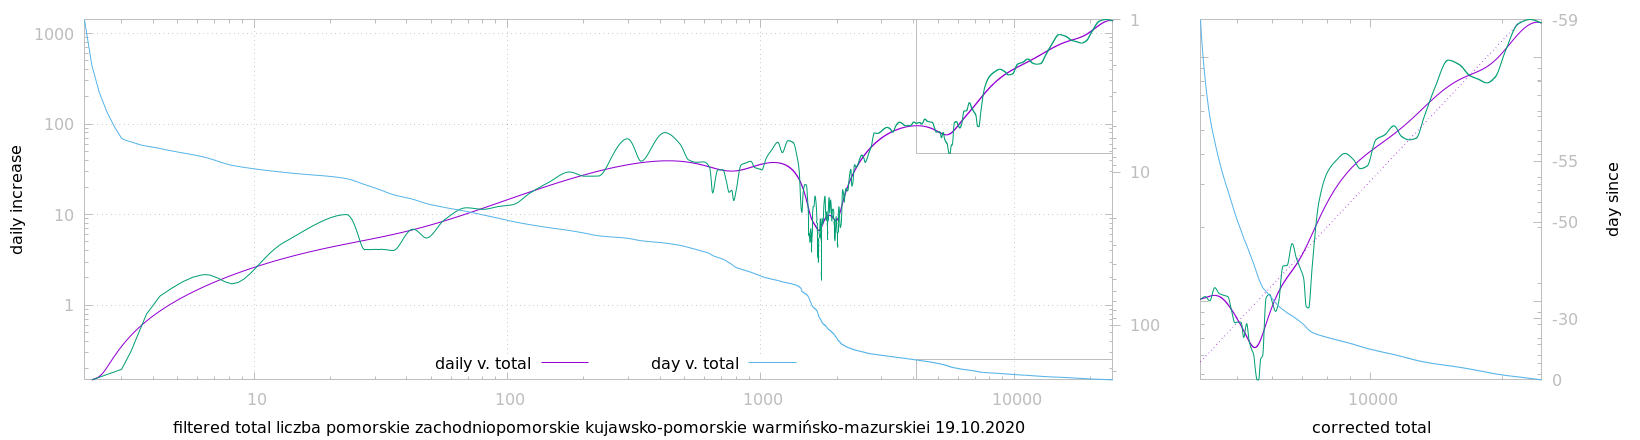 1000
100
10
1
daily increase
daily v. total
day v. total
10
100
1000
10000
1
10
100
filtered total liczba pomorskie zachodniopomorskie kujawsko-pomorskie warmińsko-mazurskiei 19.10.2020
-59
-55
-50
-30
0
day since
10000
corrected total